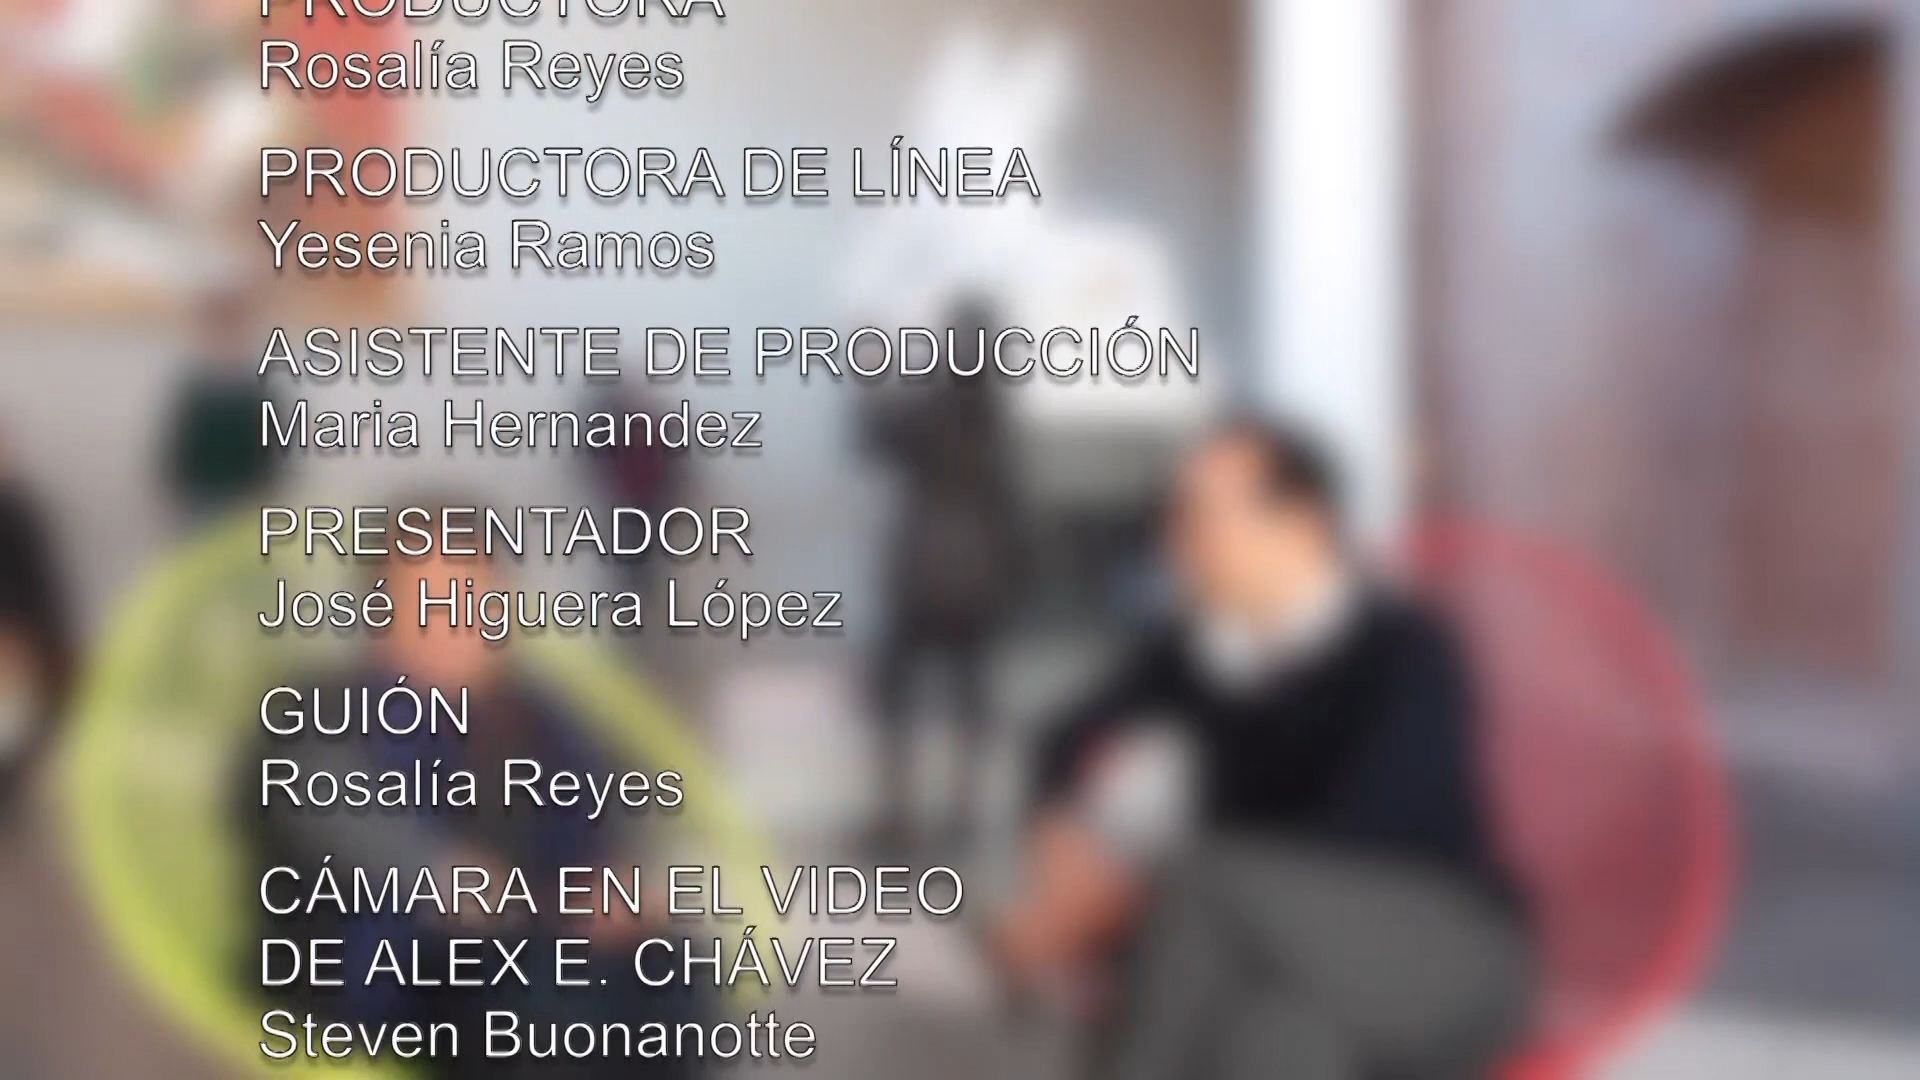 PRODUCTORA
Rosalía Reyes
PRODUCTORA DE LÍNEA
Yesenia Ramos
ASISTENTE DE PRODUCCIÓN
Maria Hernandez
PRESENTADOR
José Higuera López
GUIÓN
Rosalía Reyes
CÁMARA EN EL VIDEO
DE ALEX E. CHÁVEZ
Steven Buonanotte